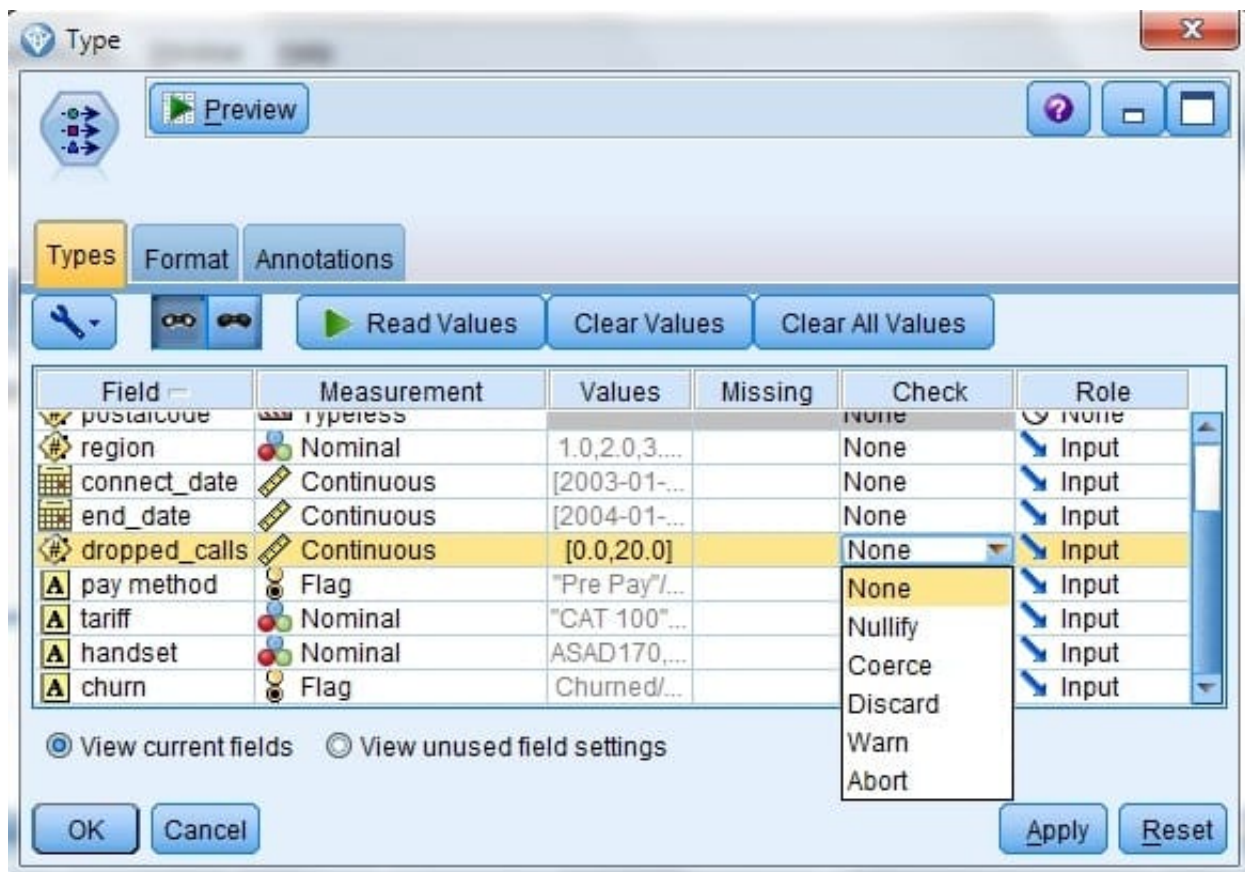 Type
Preview
Types Format Annotations
Read Values Clear Values Clear All Values
Field Measurement Values Missing Check Role
postalcode Typeless None None
region Nominal 1.0,2.0,3.... None Input
connect_date Continuous [2003-01-... None Input
end_date Continuous [2004-01-... None Input
dropped_calls Continuous [0.0,20.0] None Input
A pay method Flag "Pre Pay"/... None Input
A tariff Nominal "CAT 100"... Nullify Input
A handset Nominal ASAD170,... Coerce Input
A churn Flag Churned/... Discard Input
View current fields View unused field settings Warn
Abort
OK Cancel Apply Reset